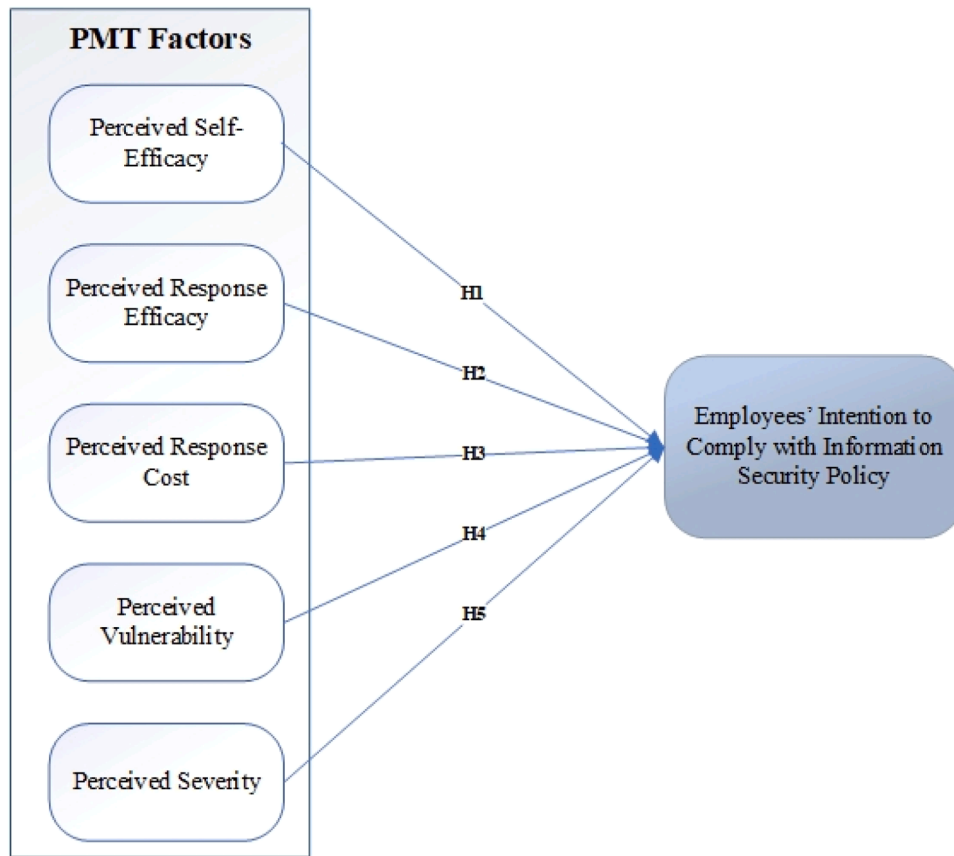 PMT Factors
Perceived Self-
Efficacy
Perceived Response
Efficacy
Perceived Response
Cost
Perceived
Vulnerability
Perceived Severity
H1
H2
H3
H4
H5
Employees’ Intention to
Comply with Information
Security Policy